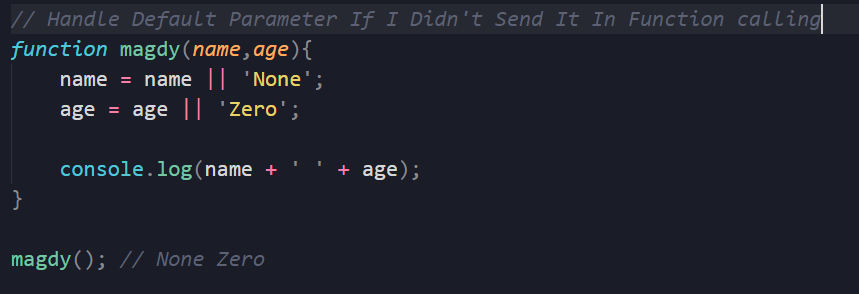 // Handle Default Parameter If I Didn't Send It In Function calling
function magdy(name,age){
    name = name || 'None';
    age = age || 'Zero';

    console.log(name + ' ' + age);
}

magdy(); // None Zero